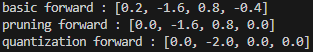 basic forward : [0.2, -1.6, 0.8, -0.4]
pruning forward : [0.0, -1.6, 0.8, 0.0]
quantization forward : [0.0, -2.0, 0.0, 0.0]